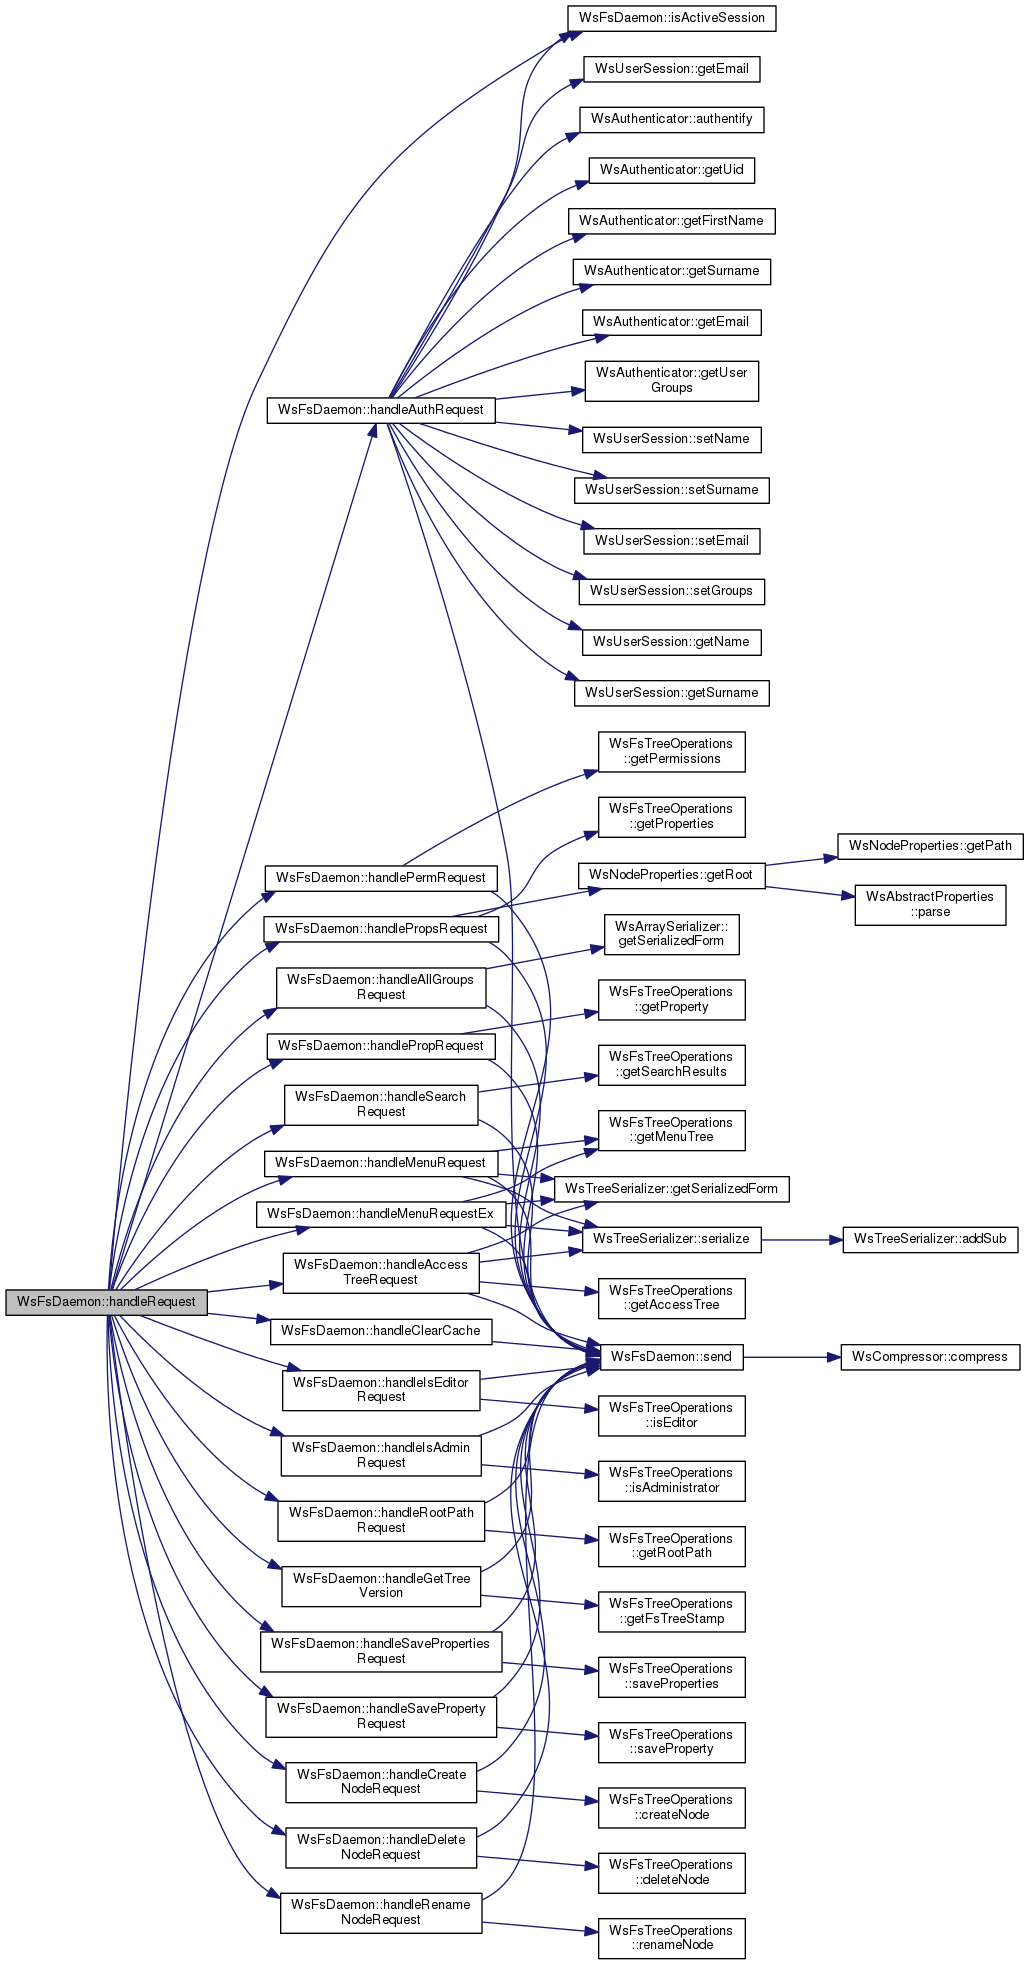 WsFsDaemon::isActiveSession
WsUserSession::getEmail
WsAuthenticator::authentify
WsAuthenticator::getUid
WsAuthenticator::getFirstName
WsAuthenticator::getSurname
WsAuthenticator::getEmail
WsAuthenticator::getUser
Groups
WsFsDaemon::handleAuthRequest
WsUserSession::setName
WsUserSession::setSurname
WsUserSession::setEmail
WsUserSession::setGroups
WsUserSession::getName
WsUserSession::getSurname
WsFsTreeOperations
::getPermissions
WsFsTreeOperations
::getProperties
WsNodeProperties::getPath
WsFsDaemon::handlePermRequest
WsNodeProperties::getRoot
WsAbstractProperties
::parse
WsFsDaemon::handlePropsRequest
WsArraySerializer::
getSerializedForm
WsFsDaemon::handleAllGroups
Request
WsFsTreeOperations
::getProperty
WsFsDaemon::handlePropRequest
WsFsTreeOperations
::getSearchResults
WsFsDaemon::handleSearch
Request
WsFsTreeOperations
::getMenuTree
WsFsDaemon::handleMenuRequest
WsTreeSerializer::getSerializedForm
WsFsDaemon::handleMenuRequestEx
WsTreeSerializer::serialize
WsTreeSerializer::addSub
WsFsDaemon::handleAccess
TreeRequest
WsFsDaemon::handleRequest
WsFsTreeOperations
::getAccessTree
WsFsDaemon::handleClearCache
WsFsDaemon::send
WsCompressor::compress
WsFsDaemon::handleIsEditor
Request
WsFsTreeOperations
::isEditor
WsFsDaemon::handleIsAdmin
Request
WsFsTreeOperations
::isAdministrator
WsFsDaemon::handleRootPath
Request
WsFsTreeOperations
::getRootPath
WsFsDaemon::handleGetTree
Version
WsFsTreeOperations
::getFsTreeStamp
WsFsDaemon::handleSaveProperties
Request
WsFsTreeOperations
::saveProperties
WsFsDaemon::handleSaveProperty
Request
WsFsTreeOperations
::saveProperty
WsFsDaemon::handleCreate
NodeRequest
WsFsTreeOperations
::createNode
WsFsDaemon::handleDelete
NodeRequest
WsFsTreeOperations
::deleteNode
WsFsDaemon::handleRename
NodeRequest
WsFsTreeOperations
::renameNode